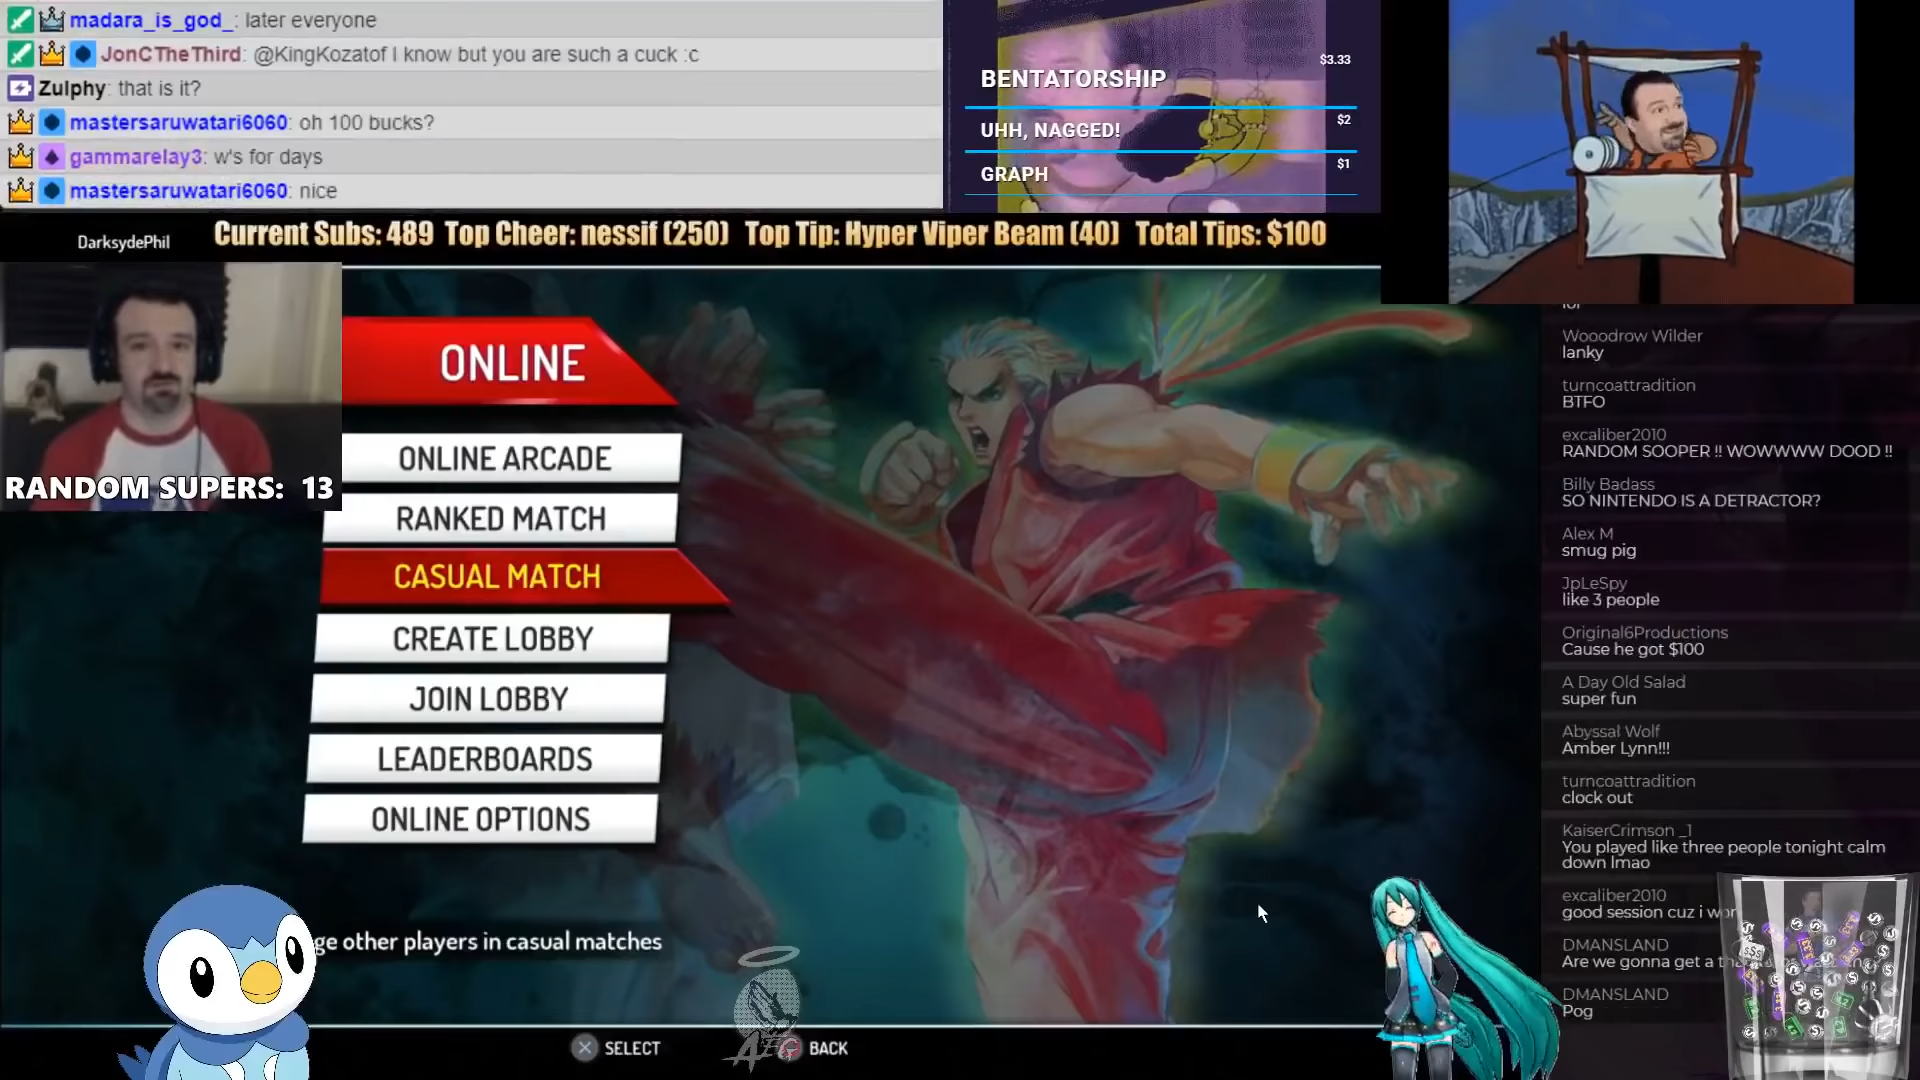 madara_is_god_: later everyone
JonCTheThird: @KingKozatof I know but you are such a cuck :c
Zulphy: that is it?
mastersaruwatari6060: oh 100 bucks?
gammarelay3: w's for days
mastersaruwatari6060: nice
$3.33
BENTATORSHIP
$2
UHH, NAGGED!
$1
GRAPH
DarksydePhil
Current Subs: 489 Top Cheer: nessif (250) Top Tip: Hyper Viper Beam (40) Total Tips: $100
RANDOM SUPERS: 13
ONLINE
ONLINE ARCADE
RANKED MATCH
CASUAL MATCH
CREATE LOBBY
JOIN LOBBY
LEADERBOARDS
ONLINE OPTIONS
other players in casual matches
SELECT
BACK
Wooodrow Wilder
lanky
turncoattradition
BTFO
excaliber2010
RANDOM SOOPER !! WOWWWW DOOD !!
Billy Badass
SO NINTENDO IS A DETRACTOR?
Alex M
smug pig
JpLeSpy
like 3 people
Original6Productions
Cause he got $100
A Day Old Salad
super fun
Abyssal Wolf
Amber Lynn!!!
turncoattradition
clock out
KaiserCrimson _1
You played like three people tonight calm
down lmao
excaliber2010
good session cuz i
DMANSLAND
Are we gonna get a
DMANSLAND
Pog